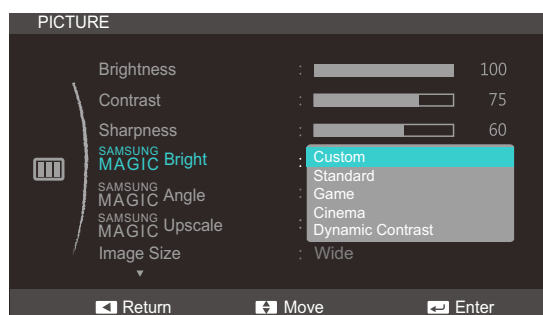 PICTURE
Brightness : 100
Contrast : 75
Sharpness : 60
SAMSUNG MAGIC Bright : Custom
Standard
SAMSUNG MAGIC Angle : Game
Cinema
SAMSUNG MAGIC Upscale : Dynamic Contrast
Image Size : Wide
Return Move Enter